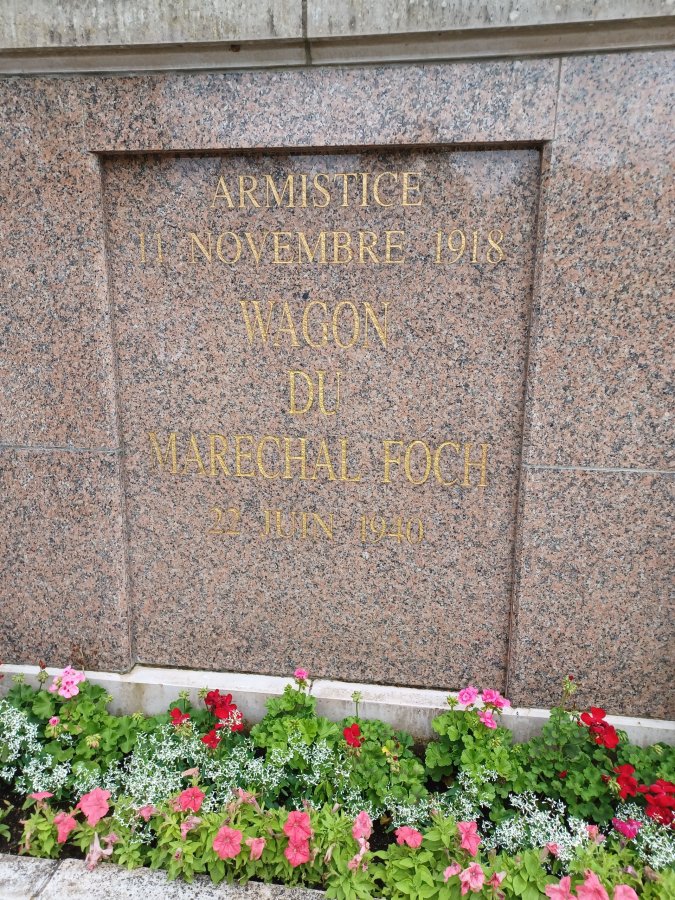 ARMISTICE
11 NOVEMBRE 1918
WAGON
DU
MARECHAL FOCH
22 JUIN 1940